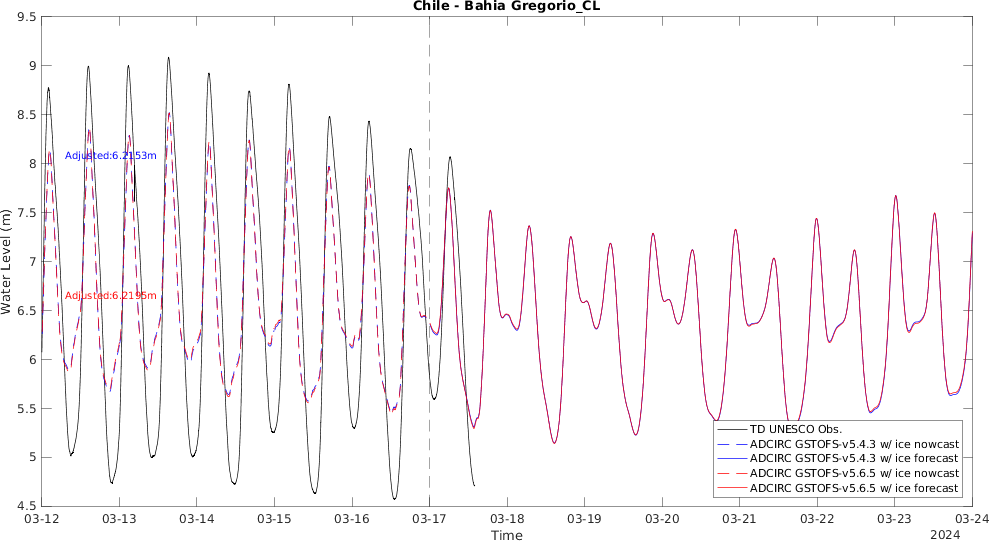 Chile - Bahia Gregorio_CL
9.5
9
8.5
8
7.5
7
6.5
6
5.5
5
4.5
Water Level (m)
Adjusted:6.2153m
Adjusted:6.2195m
TD UNESCO Obs.
ADCIRC GSTOFS-v5.4.3 w/ ice nowcast
ADCIRC GSTOFS-v5.4.3 w/ ice forecast
ADCIRC GSTOFS-v5.6.5 w/ ice nowcast
ADCIRC GSTOFS-v5.6.5 w/ ice forecast
03-12 03-13 03-14 03-15 03-16 03-17 03-18 03-19 03-20 03-21 03-22 03-23 03-24
Time
2024